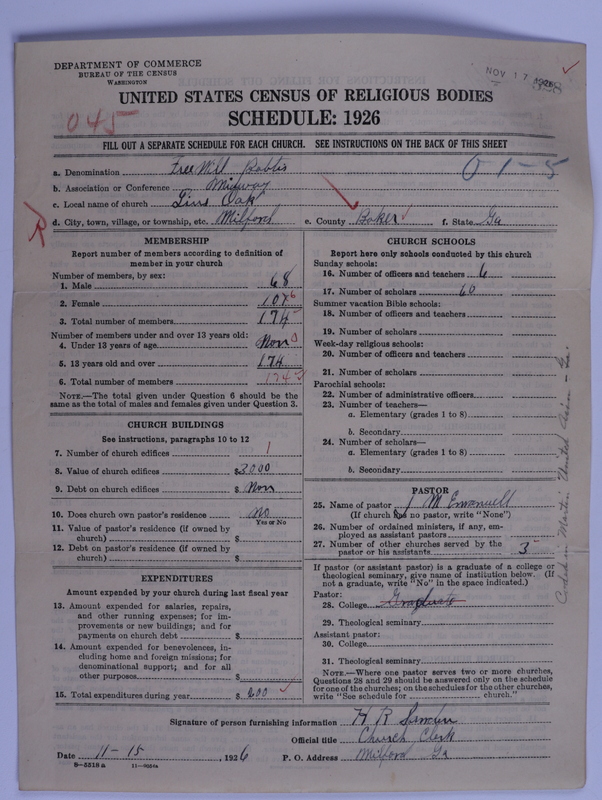 DEPARTMENT OF COMMERCE
BUREAU OF THE CENSUS
WASHINGTON
NOV 17 1926
UNITED STATES CENSUS OF RELIGIOUS BODIES
SCHEDULE: 1926
045
FILL OUT A SEPARATE SCHEDULE FOR EACH CHURCH. SEE INSTRUCTIONS ON THE BACK OF THIS SHEET
a. Denomination Free Will Babtis
0-1-5
b. Association or Conference Midway
c. Local name of church Oak
d. City, town, village, or township, etc. Milford e. County Baker f. State Ga
MEMBERSHIP
Report number of members according to definition of
member in your church
Number of members, by sex:
1. Male 68
2. Female 107 6
3. Total number of members 174
Number of members under and over 13 years old:
4. Under 13 years of age Non 0
5. 13 years old and over 174
6. Total number of members 174
NOTE.—The total given under Question 6 should be
same as the total of males and females given under Question 3.
CHURCH BUILDINGS
See instructions, paragraphs 10 to 12
7. Number of church edifices 1
8. Value of church edifices $3000
9. Debt on church edifices $ Non
10. Does church own pastor's residence No
Yes or No
11. Value of pastor's residence (if owned by
church) $
12. Debt on pastor's residence (if owned by
church) $
EXPENDITURES
Amount expended by your church during last fiscal year
13. Amount expended for salaries, repairs,
and other running expenses; for im-
provements or new buildings; and for
payments on church debt $
14. Amount expended for benevolences, in-
cluding home and foreign missions; for
denominational support; and for all
other purposes $
15. Total expenditures during year $ 600
CHURCH SCHOOLS
Report here only schools conducted by this church
Sunday schools:
16. Number of officers and teachers 6
17. Number of scholars 60
Summer vacation Bible schools:
18. Number of officers and teachers
19. Number of scholars
Week-day religious schools:
20. Number of officers and teachers
21. Number of scholars
Parochial schools:
22. Number of administrative officers
23. Number of teachers—
a. Elementary (grades 1 to 8)
b. Secondary
24. Number of scholars—
a. Elementary (grades 1 to 8)
b. Secondary
PASTOR
25. Name of pastor J M Emanuell
(If church has no pastor, write "None")
26. Number of ordained ministers, if any, em-
ployed as assistant pastors
27. Number of other churches served by the
pastor or his assistants 3
If pastor (or assistant pastor) is a graduate of a college or
theological seminary, give name of institution below. (If
not a graduate, write "No" in the space indicated.)
Pastor:
28. College Graduate
29. Theological seminary
Assistant pastor:
30. College
31. Theological seminary
NOTE.—Where one pastor serves two or more churches,
Questions 28 and 29 should be answered only on the schedule
for one of the churches; on the schedules for the other churches,
write "See schedule for church."
Signature of person furnishing information H R
Official title Church Clerk
Date 11-15, 1926 P. O. Address Milford Ga
8-5518a 11-9064a